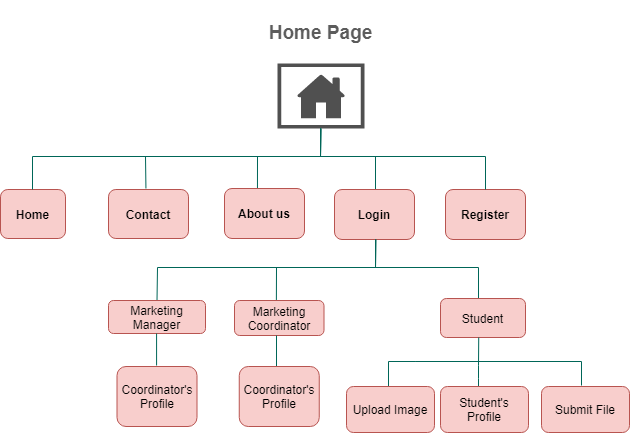 Home Page
Home
Contact
About us
Login
Register
Marketing
Manager
Marketing
Coordinator
Student
Coordinator's
Profile
Coordinator's
Profile
Upload Image
Student's
Profile
Submit File